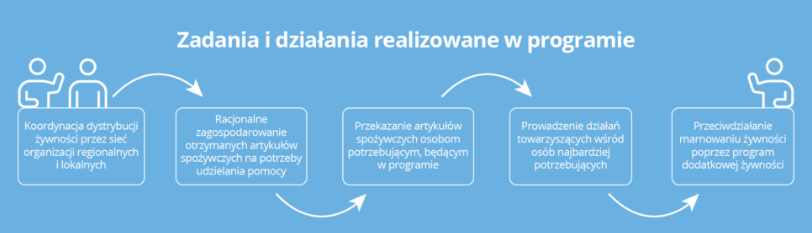 Zadania i działania realizowane w programie
Koordynacja dystrybucji
żywności przez sieć
organizacji regionalnych
i lokalnych
Racjonalne
zagospodarowanie
otrzymanych artykułów
spożywczych na potrzeby
udzielania pomocy
Przekazanie artykułów
spożywczych osobom
potrzebującym, będącym
w programie
Prowadzenie działań
towarzyszących wśród
osób najbardziej
potrzebujących
Przeciwdziałanie
marnowaniu żywności
poprzez program
dodatkowej żywności